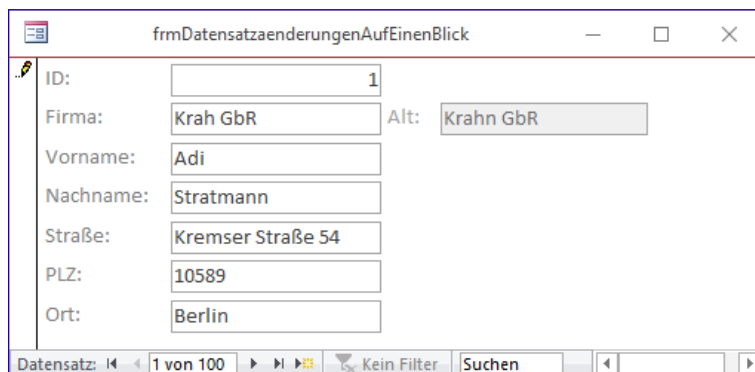 frmDatensatzaenderungenAufEinenBlick
ID: 1
Firma: Krah GbR Alt: Krahn GbR
Vorname: Adi
Nachname: Stratmann
Straße: Kremser Straße 54
PLZ: 10589
Ort: Berlin
Datensatz: 1 von 100 Kein Filter Suchen